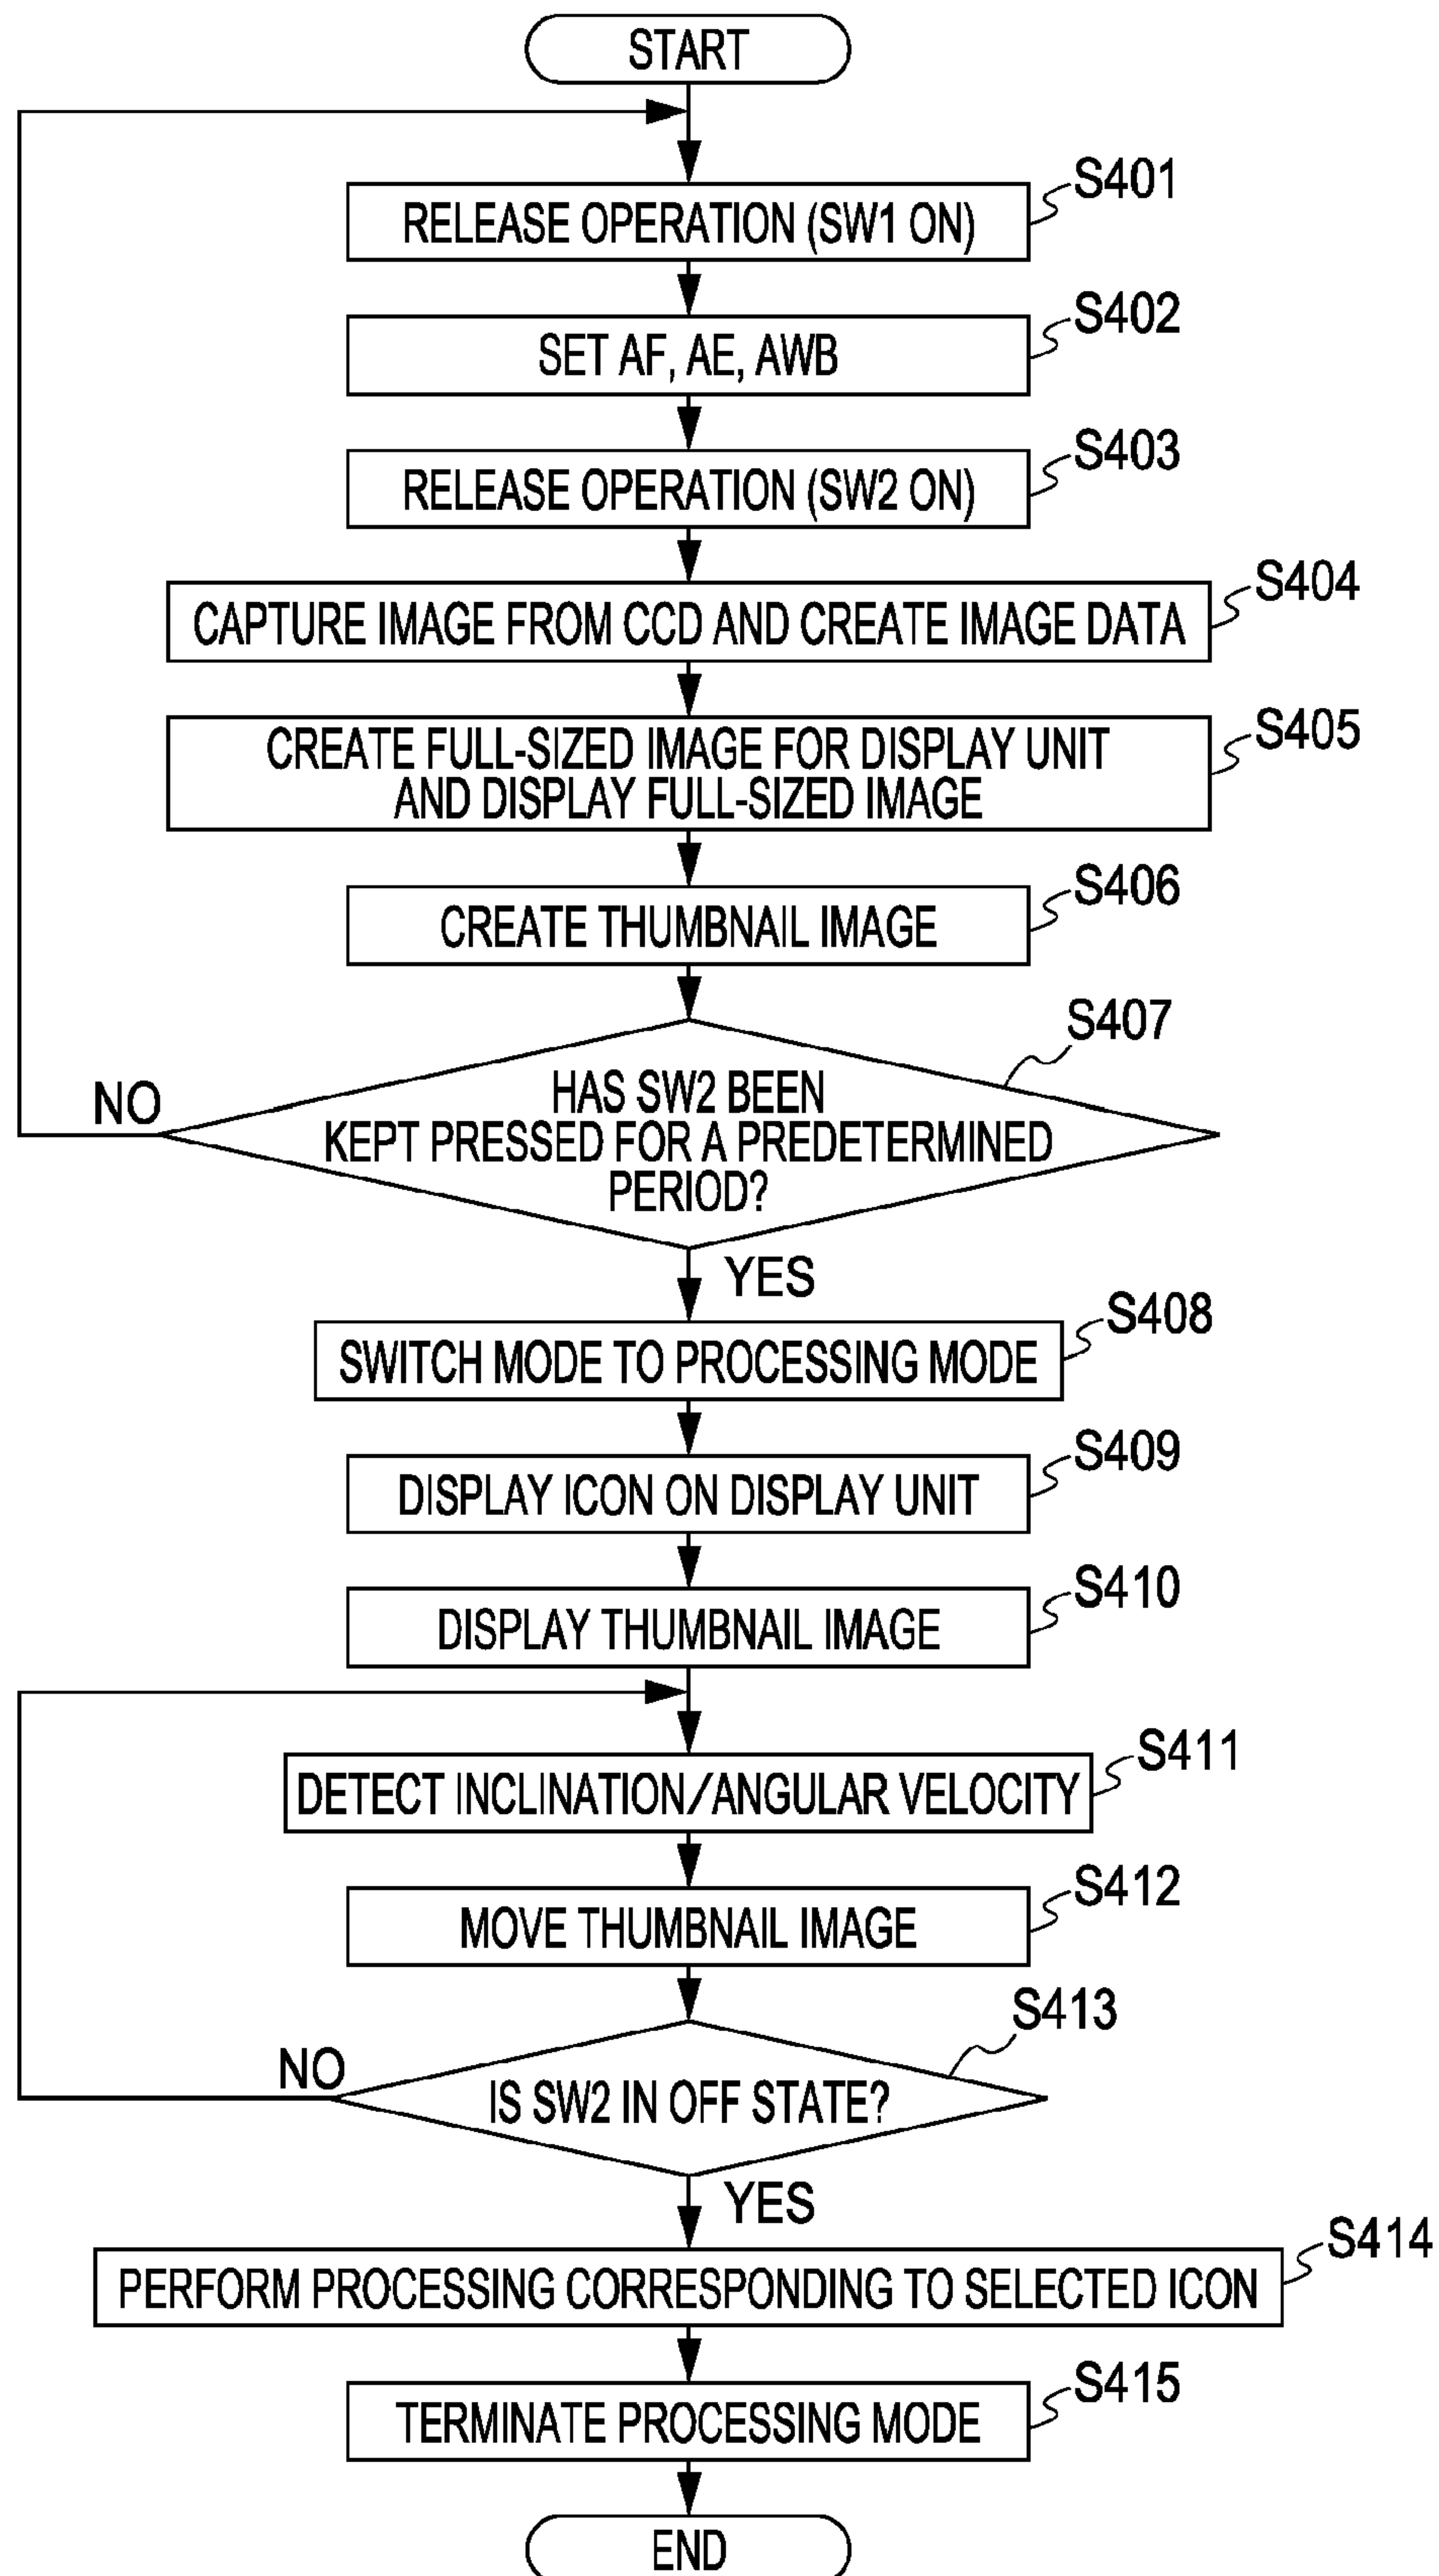 START
S401
RELEASE OPERATION (SW1 ON)
S402
SET AF, AE, AWB
S403
RELEASE OPERATION (SW2 ON)
S404
CAPTURE IMAGE FROM CCD AND CREATE IMAGE DATA
S405
CREATE FULL-SIZED IMAGE FOR DISPLAY UNIT
AND DISPLAY FULL-SIZED IMAGE
S406
CREATE THUMBNAIL IMAGE
S407
HAS SW2 BEEN
KEPT PRESSED FOR A PREDETERMINED
PERIOD?
NO
YES
S408
SWITCH MODE TO PROCESSING MODE
S409
DISPLAY ICON ON DISPLAY UNIT
S410
DISPLAY THUMBNAIL IMAGE
S411
DETECT INCLINATION/ANGULAR VELOCITY
S412
MOVE THUMBNAIL IMAGE
S413
IS SW2 IN OFF STATE?
NO
YES
S414
PERFORM PROCESSING CORRESPONDING TO SELECTED ICON
S415
TERMINATE PROCESSING MODE
END